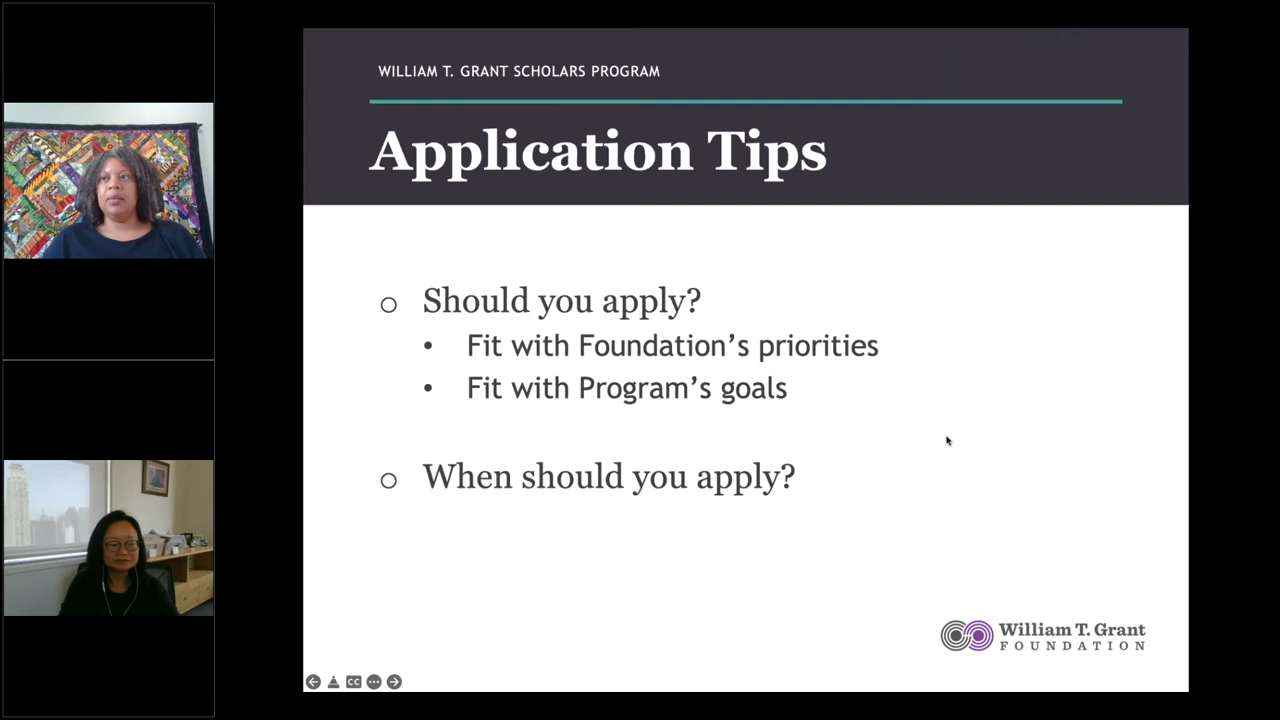 WILLIAM T. GRANT SCHOLARS PROGRAM
Application Tips
Should you apply?
Fit with Foundation's priorities
Fit with Program's goals
When should you apply?
William T. Grant
FOUNDATION
CC